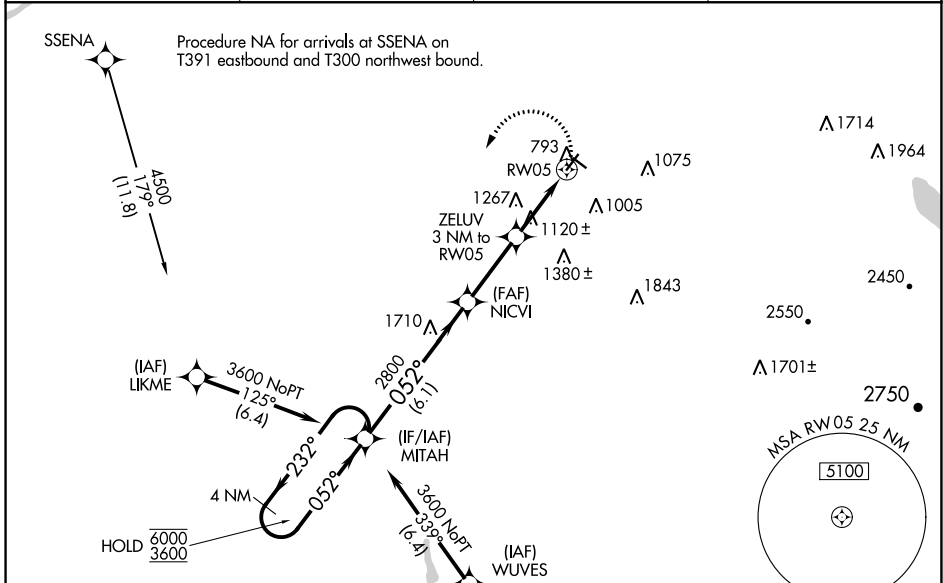 SSENA
Procedure NA for arrivals at SSENA on
T391 eastbound and T300 northwest bound.
4500
179°
(11.8)
793
RW05
1075
1714
1964
1267
1005
ZELUV
3 NM to
RW05
1120 ±
1380 ±
1843
2450
2550
(FAF)
NICVI
1710
1701±
2750
(IAF)
LIKME
3600 NoPT
125°
(6.4)
2800
052°
(6.1)
(IF/IAF)
MITAH
232°
052°
4 NM
HOLD 6000
3600
3600 NoPT
339°
(6.4)
(IAF)
WUVES
MSA RW 05 25 NM
5100